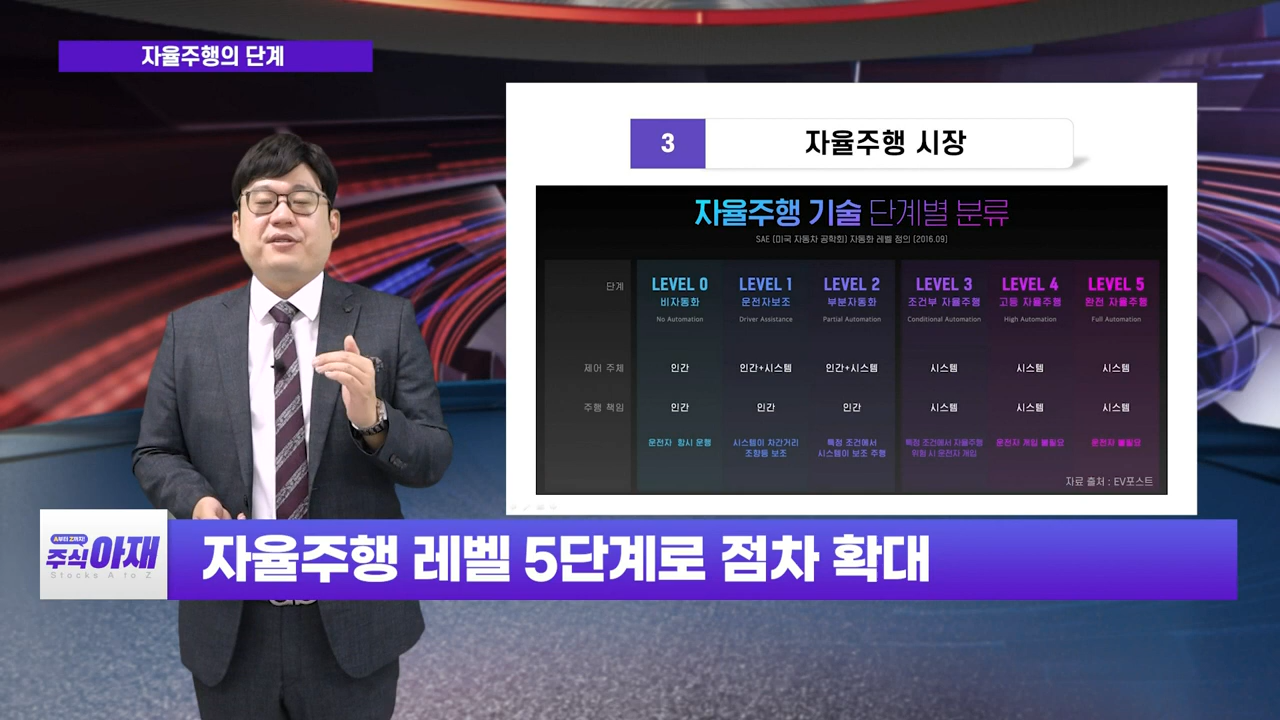 자율주행의 단계
3
자율주행 시장
자율주행 기술 단계별 분류
SAE (미국 자동차 공학회) 자동화 레벨 정의 (2016.09)
단계
LEVEL 0
비자동화
No Automation
LEVEL 1
운전자보조
Driver Assistance
LEVEL 2
부분자동화
Partial Automation
LEVEL 3
조건부 자율주행
Conditional Automation
LEVEL 4
고등 자율주행
High Automation
LEVEL 5
완전 자율주행
Full Automation
제어 주체
인간
인간+시스템
인간+시스템
시스템
시스템
시스템
주행 책임
인간
인간
인간
시스템
시스템
시스템
운전자 항시 운행
시스템이 차간거리
조향등 보조
특정 조건에서
시스템이 보조 주행
특정 조건에서 자율주행
위험 시 운전자 개입
운전자 개입 불필요
운전자 불필요
자료 출처 : EV포스트
A부터 Z까지!
주식아재
Stocks A to Z
자율주행 레벨 5단계로 점차 확대